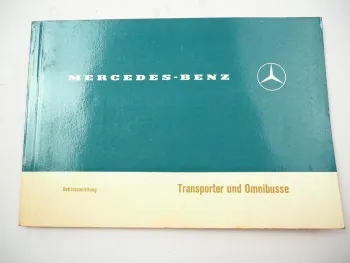 MERCEDES-BENZ
Betriebsanleitung
Transporter und Omnibusse